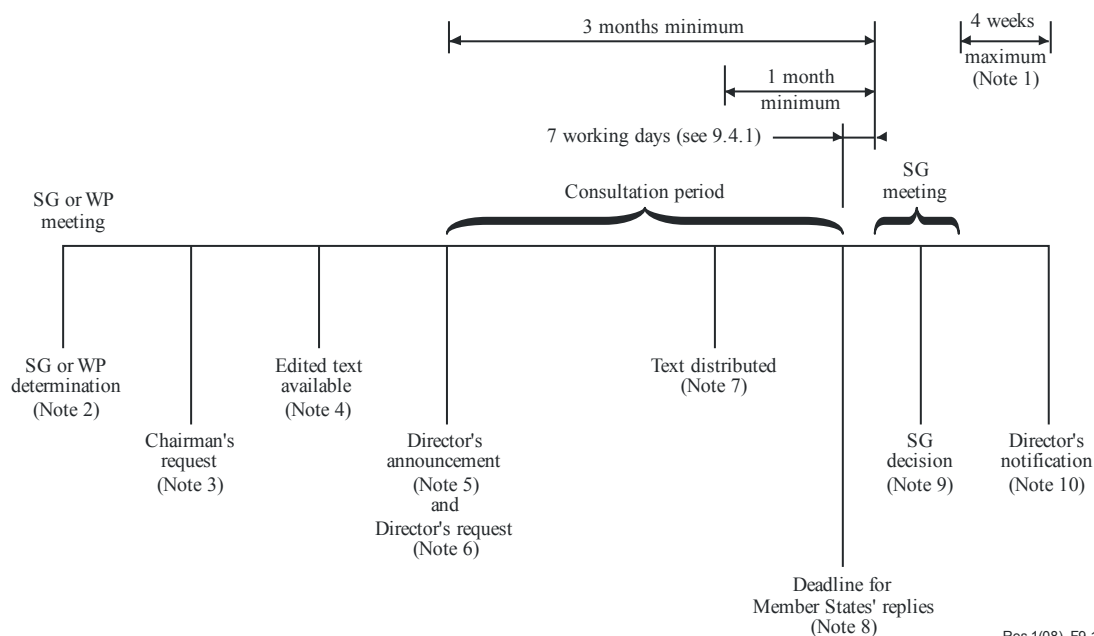 3 months minimum
4 weeks
maximum
(Note 1)
1 month
minimum
7 working days (see 9.4.1)
SG
meeting
Consultation period
SG or WP
meeting
SG or WP
determination
(Note 2)
Chairman's
request
(Note 3)
Edited text
available
(Note 4)
Director's
announcement
(Note 5)
and
Director's request
(Note 6)
Text distributed
(Note 7)
Deadline for
Member States' replies
(Note 8)
SG
decision
(Note 9)
Director's
notification
(Note 10)